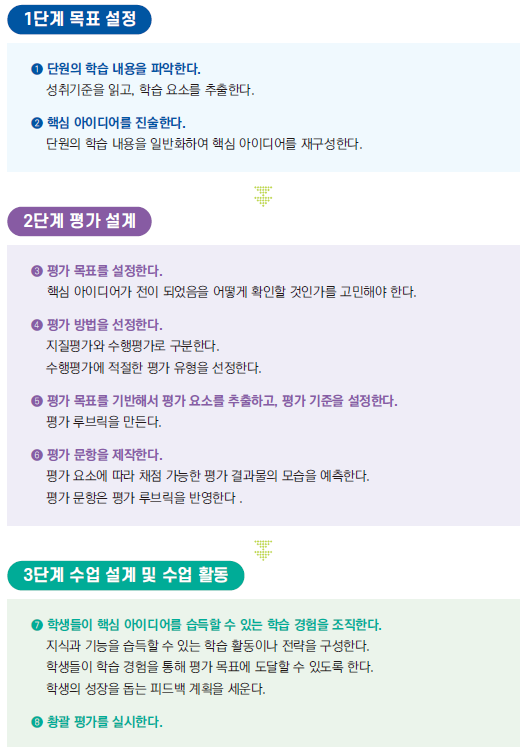 1단계 목표 설정
❶ 단원의 학습 내용을 파악한다.
성취기준을 읽고, 학습 요소를 추출한다.
❷ 핵심 아이디어를 진술한다.
단원의 학습 내용을 일반화하여 핵심 아이디어를 재구성한다.
2단계 평가 설계
❸ 평가 목표를 설정한다.
핵심 아이디어가 전이 되었음을 어떻게 확인할 것인가를 고민해야 한다.
❹ 평가 방법을 선정한다.
지질평가와 수행평가로 구분한다.
수행평가에 적절한 평가 유형을 선정한다.
❺ 평가 목표를 기반해서 평가 요소를 추출하고, 평가 기준을 설정한다.
평가 루브릭을 만든다.
❻ 평가 문항을 제작한다.
평가 요소에 따라 채점 가능한 평가 결과물의 모습을 예측한다.
평가 문항은 평가 루브릭을 반영한다 .
3단계 수업 설계 및 수업 활동
❼ 학생들이 핵심 아이디어를 습득할 수 있는 학습 경험을 조직한다.
지식과 기능을 습득할 수 있는 학습 활동이나 전략을 구성한다.
학생들이 학습 경험을 통해 평가 목표에 도달할 수 있도록 한다.
학생의 성장을 돕는 피드백 계획을 세운다.
❽ 촹괄 평가를 실시한다.